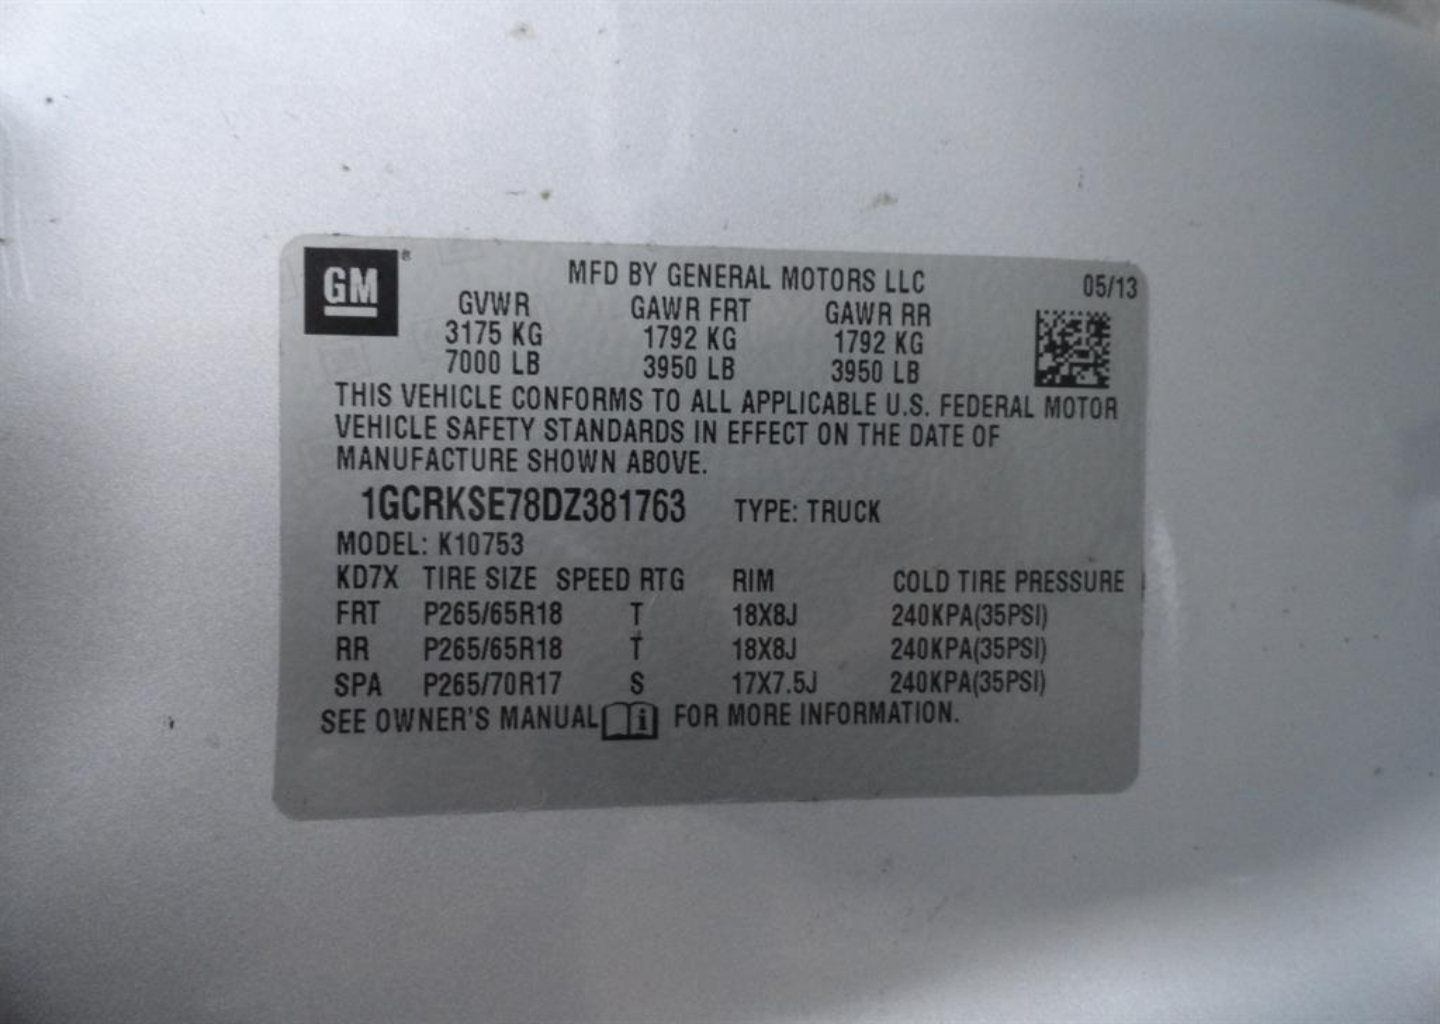 GM®
MFD BY GENERAL MOTORS LLC 05/13
GVWR GAWR FRT GAWR RR
3175 KG 1792 KG 1792 KG
7000 LB 3950 LB 3950 LB
THIS VEHICLE CONFORMS TO ALL APPLICABLE U.S. FEDERAL MOTOR
VEHICLE SAFETY STANDARDS IN EFFECT ON THE DATE OF
MANUFACTURE SHOWN ABOVE.
1GCRKSE78DZ381763 TYPE: TRUCK
MODEL: K10753
KD7X TIRE SIZE SPEED RTG RIM COLD TIRE PRESSURE
FRT P265/65R18 T 18X8J 240KPA(35PSI)
RR P265/65R18 T 18X8J 240KPA(35PSI)
SPA P265/70R17 S 17X7.5J 240KPA(35PSI)
SEE OWNER'S MANUAL i FOR MORE INFORMATION.